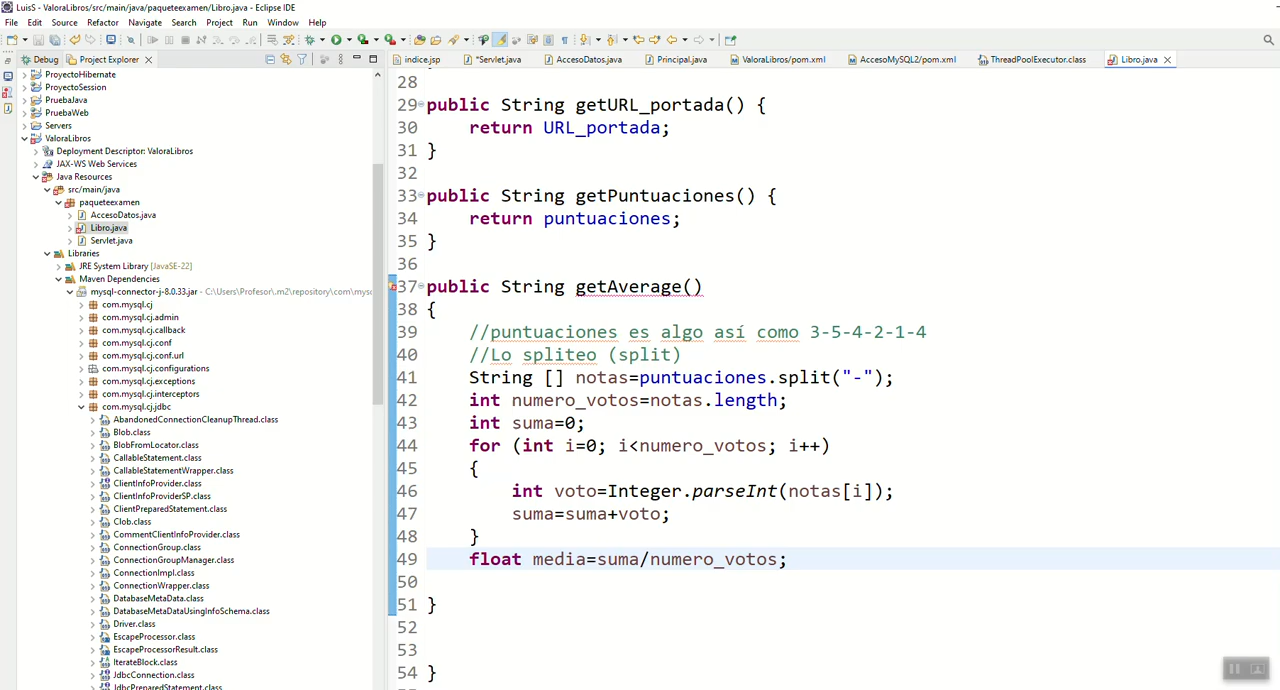 LuisS - ValoraLibros/src/main/java/paqueteexamen/Libro.java - Eclipse IDE
File Edit Source Refactor Navigate Search Project Run Window Help
Debug Project Explorer
indice.jsp *Servlet.java AccesoDatos.java Principal.java ValoraLibros/pom.xml AccesoMySQL2/pom.xml ThreadPoolExecutor.class Libro.java
ProyectoHibernate
ProyectoSession
PruebaJava
PruebaWeb
Servers
ValoraLibros
Deployment Descriptor: ValoraLibros
JAX-WS Web Services
Java Resources
src/main/java
paqueteexamen
AccesoDatos.java
Libro.java
Servlet.java
Libraries
JRE System Library [JavaSE-22]
Maven Dependencies
mysql-connector-j-8.0.33.jar - C:\Users\Profesor\.m2\repository\com\mysc
com.mysql.cj
com.mysql.cj.admin
com.mysql.cj.callback
com.mysql.cj.conf
com.mysql.cj.conf.url
com.mysql.cj.configurations
com.mysql.cj.exceptions
com.mysql.cj.interceptors
com.mysql.cj.jdbc
AbandonedConnectionCleanupThread.class
Blob.class
BlobFromLocator.class
CallableStatement.class
CallableStatementWrapper.class
ClientInfoProvider.class
ClientInfoProviderSP.class
ClientPreparedStatement.class
Clob.class
CommentClientInfoProvider.class
ConnectionGroup.class
ConnectionGroupManager.class
ConnectionImpl.class
ConnectionWrapper.class
DatabaseMetaData.class
DatabaseMetaDataUsingInfoSchema.class
Driver.class
EscapeProcessor.class
EscapeProcessorResult.class
IterateBlock.class
JdbcConnection.class
JdbcPreparedStatement.class
28
29 public String getURL_portada() {
30 return URL_portada;
31 }
32
33 public String getPuntuaciones() {
34 return puntuaciones;
35 }
36
37 public String getAverage()
38 {
39 //puntuaciones es algo así como 3-5-4-2-1-4
40 //Lo spliteo (split)
41 String [] notas=puntuaciones.split("-");
42 int numero_votos=notas.length;
43 int suma=0;
44 for (int i=0; i<numero_votos; i++)
45 {
46 int voto=Integer.parseInt(notas[i]);
47 suma=suma+voto;
48 }
49 float media=suma/numero_votos;
50
51 }
52
53
54 }